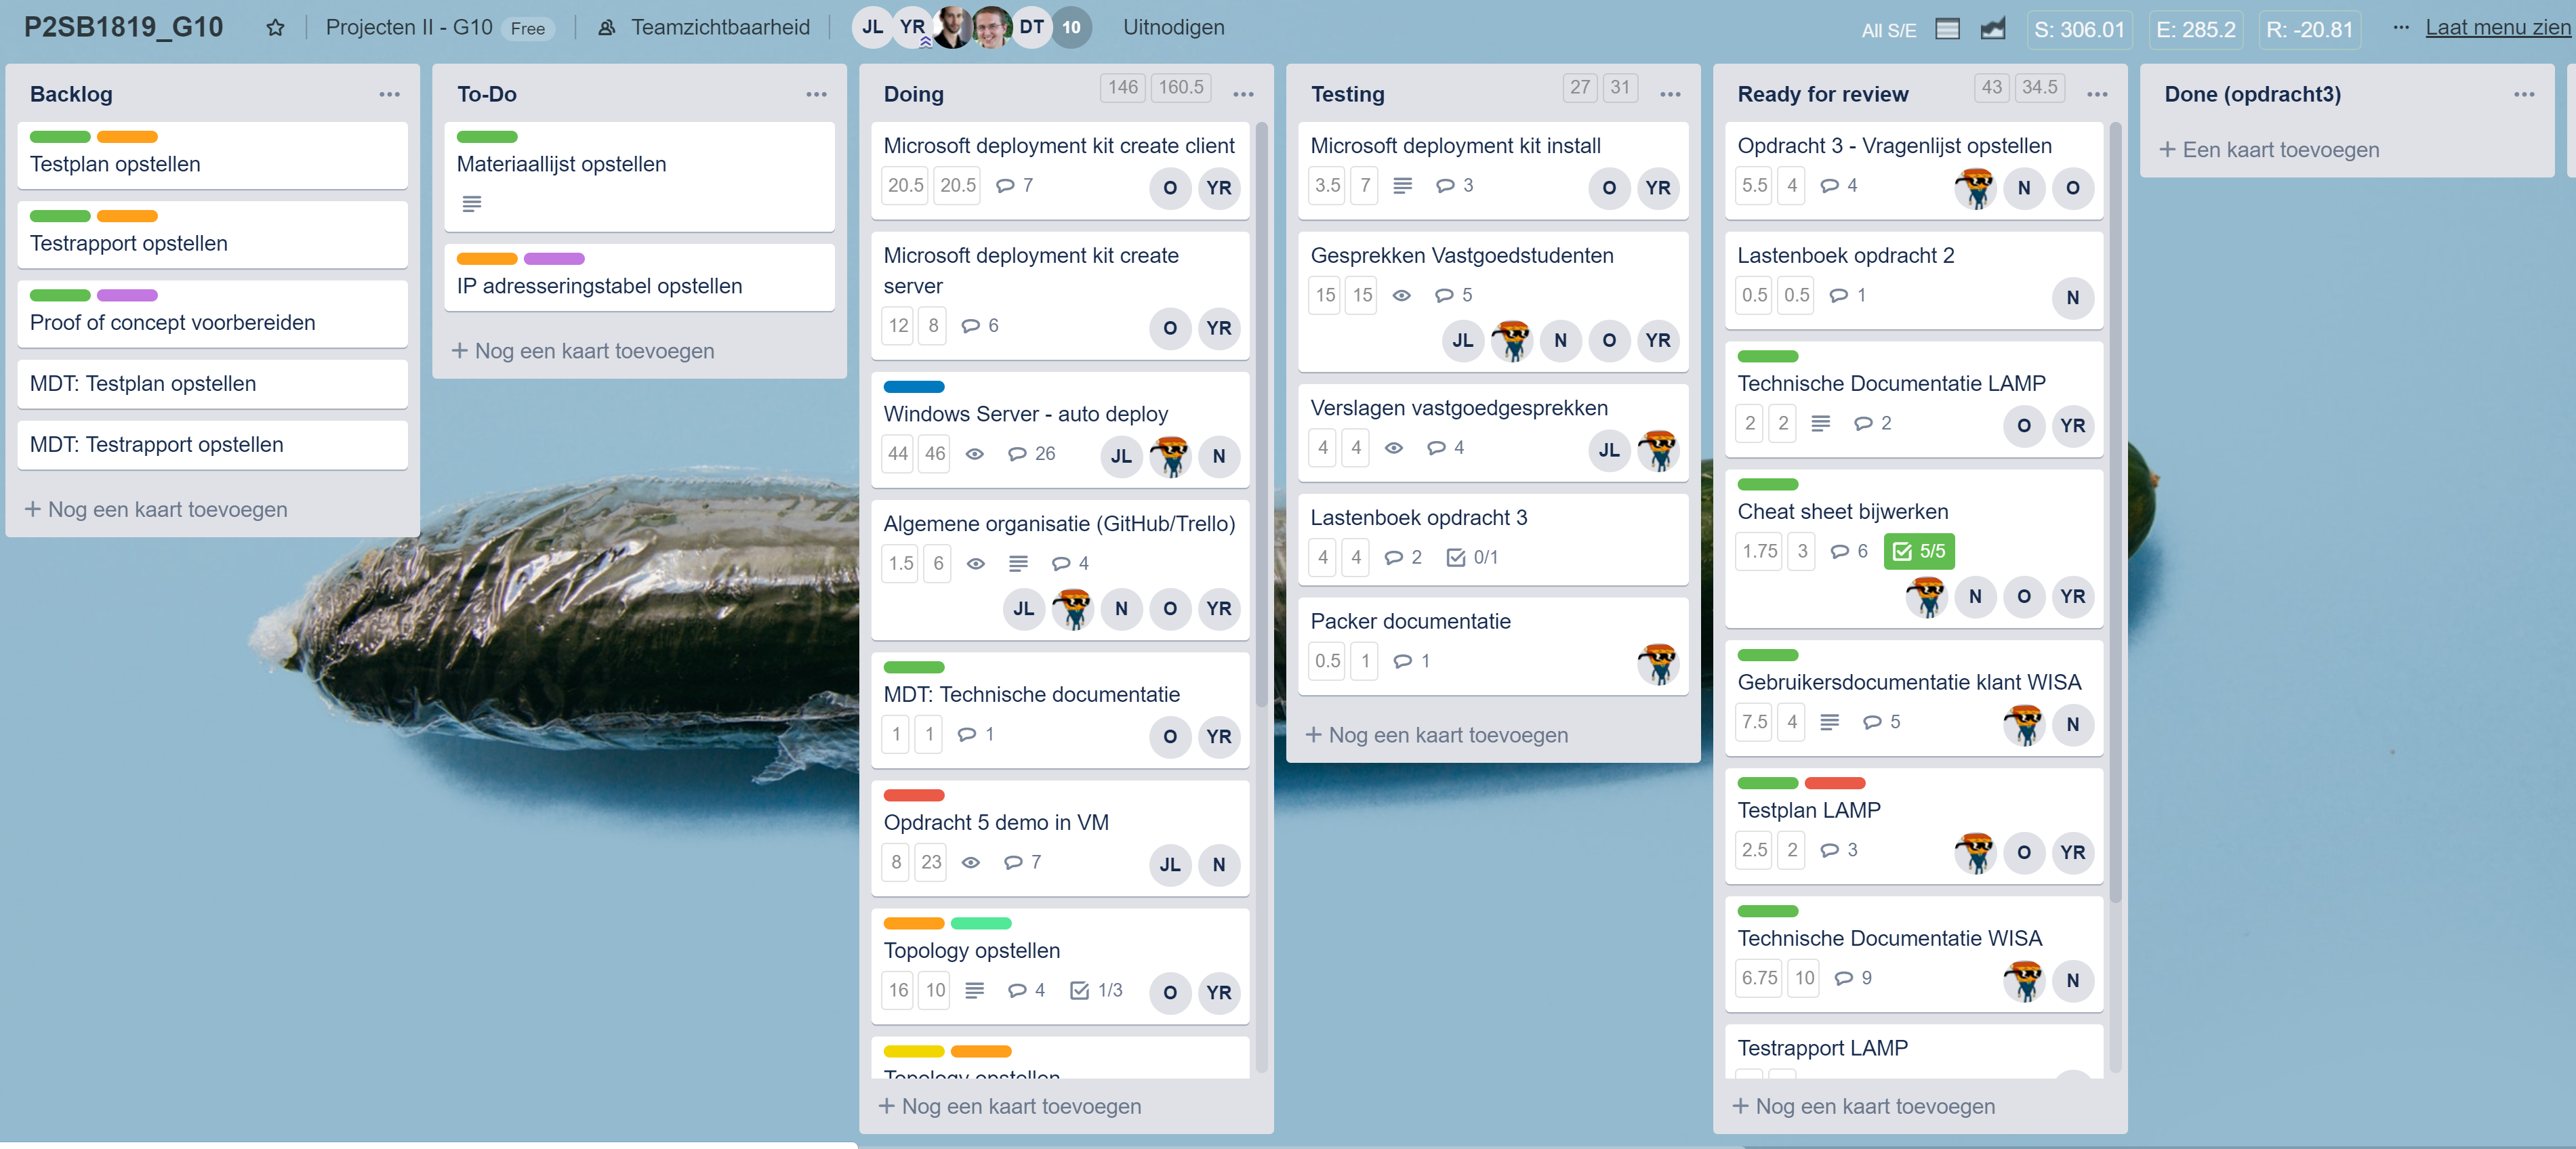 P2SB1819_G10
Projecten II - G10 Free
Teamzichtbaarheid
JL YR DT 10
Uitnodigen
All S/E
S: 306.01
E: 285.2
R: -20.81
Laat menu zien
Backlog
Testplan opstellen
Testrapport opstellen
Proof of concept voorbereiden
MDT: Testplan opstellen
MDT: Testrapport opstellen
+ Nog een kaart toevoegen
To-Do
Materiaallijst opstellen
IP adresseringstabel opstellen
+ Nog een kaart toevoegen
Doing 146 160.5
Microsoft deployment kit create client
20.5 20.5 7 O YR
Microsoft deployment kit create
server
12 8 6 O YR
Windows Server - auto deploy
44 46 26 JL N
Algemene organisatie (GitHub/Trello)
1.5 6 4
JL N O YR
MDT: Technische documentatie
1 1 1 O YR
Opdracht 5 demo in VM
8 23 7 JL N
Topology opstellen
16 10 4 1/3 O YR
Topology opstellen
+ Nog een kaart toevoegen
Testing 27 31
Microsoft deployment kit install
3.5 7 3 O YR
Gesprekken Vastgoedstudenten
15 15 5
JL N O YR
Verslagen vastgoedgesprekken
4 4 4 JL
Lastenboek opdracht 3
4 4 2 0/1
Packer documentatie
0.5 1 1
+ Nog een kaart toevoegen
Ready for review 43 34.5
Opdracht 3 - Vragenlijst opstellen
5.5 4 4 N O
Lastenboek opdracht 2
0.5 0.5 1 N
Technische Documentatie LAMP
2 2 2 O YR
Cheat sheet bijwerken
1.75 3 6 5/5
N O YR
Gebruikersdocumentatie klant WISA
7.5 4 5 N
Testplan LAMP
2.5 2 3 O YR
Technische Documentatie WISA
6.75 10 9 N
Testrapport LAMP
+ Nog een kaart toevoegen
Done (opdracht3)
+ Een kaart toevoegen